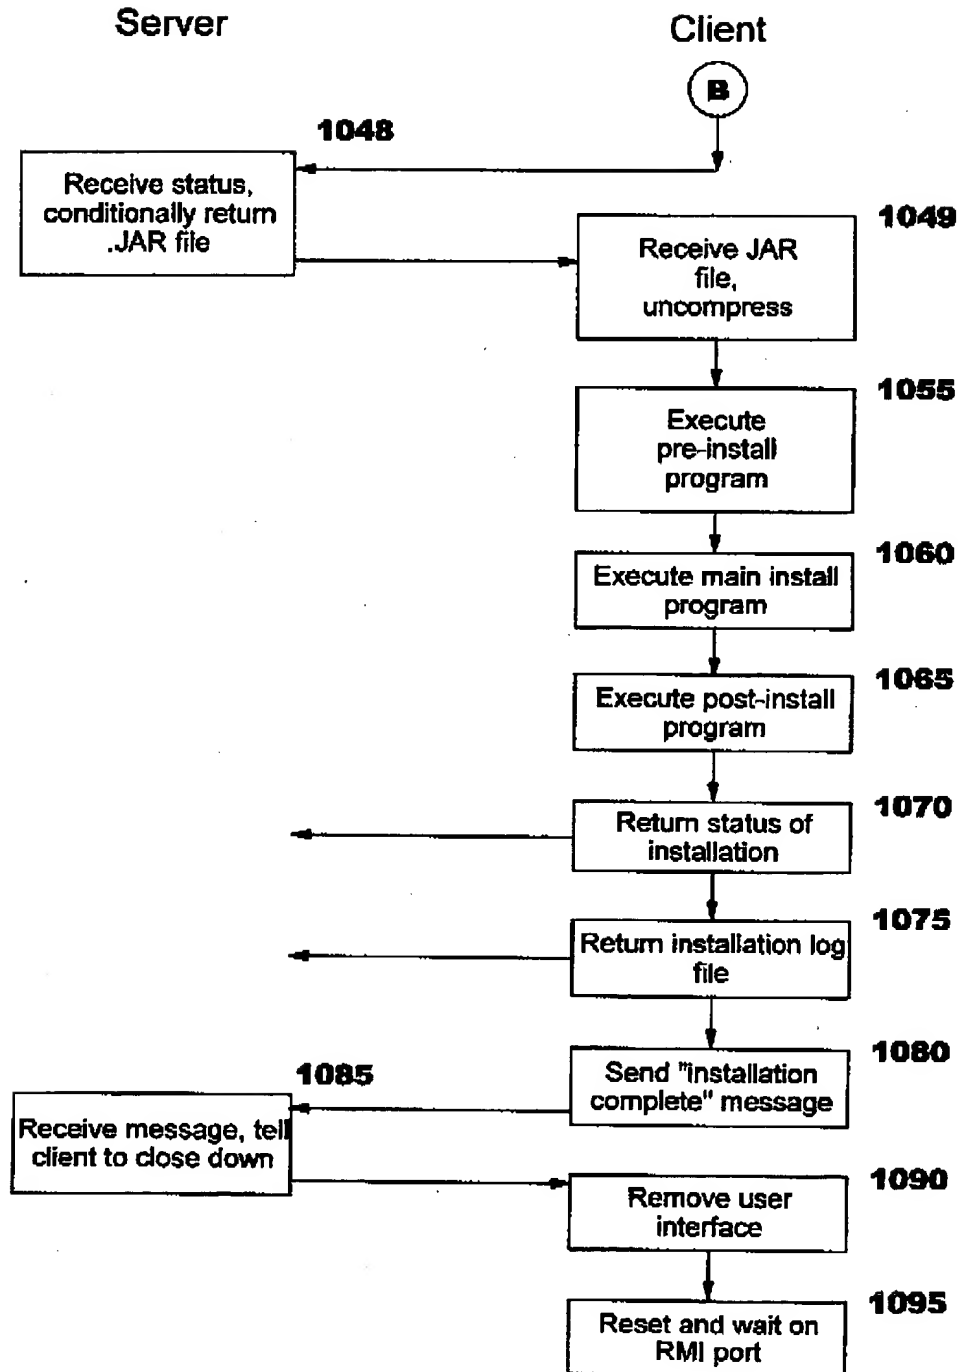 Server
Client
B
1048
Receive status,
conditionally return
.JAR file
1049
Receive JAR
file,
uncompress
1055
Execute
pre-install
program
1060
Execute main install
program
1065
Execute post-install
program
1070
Return status of
installation
1075
Return installation log
file
1080
Send "installation
complete" message
1085
Receive message, tell
client to close down
1090
Remove user
interface
1095
Reset and wait on
RMI port